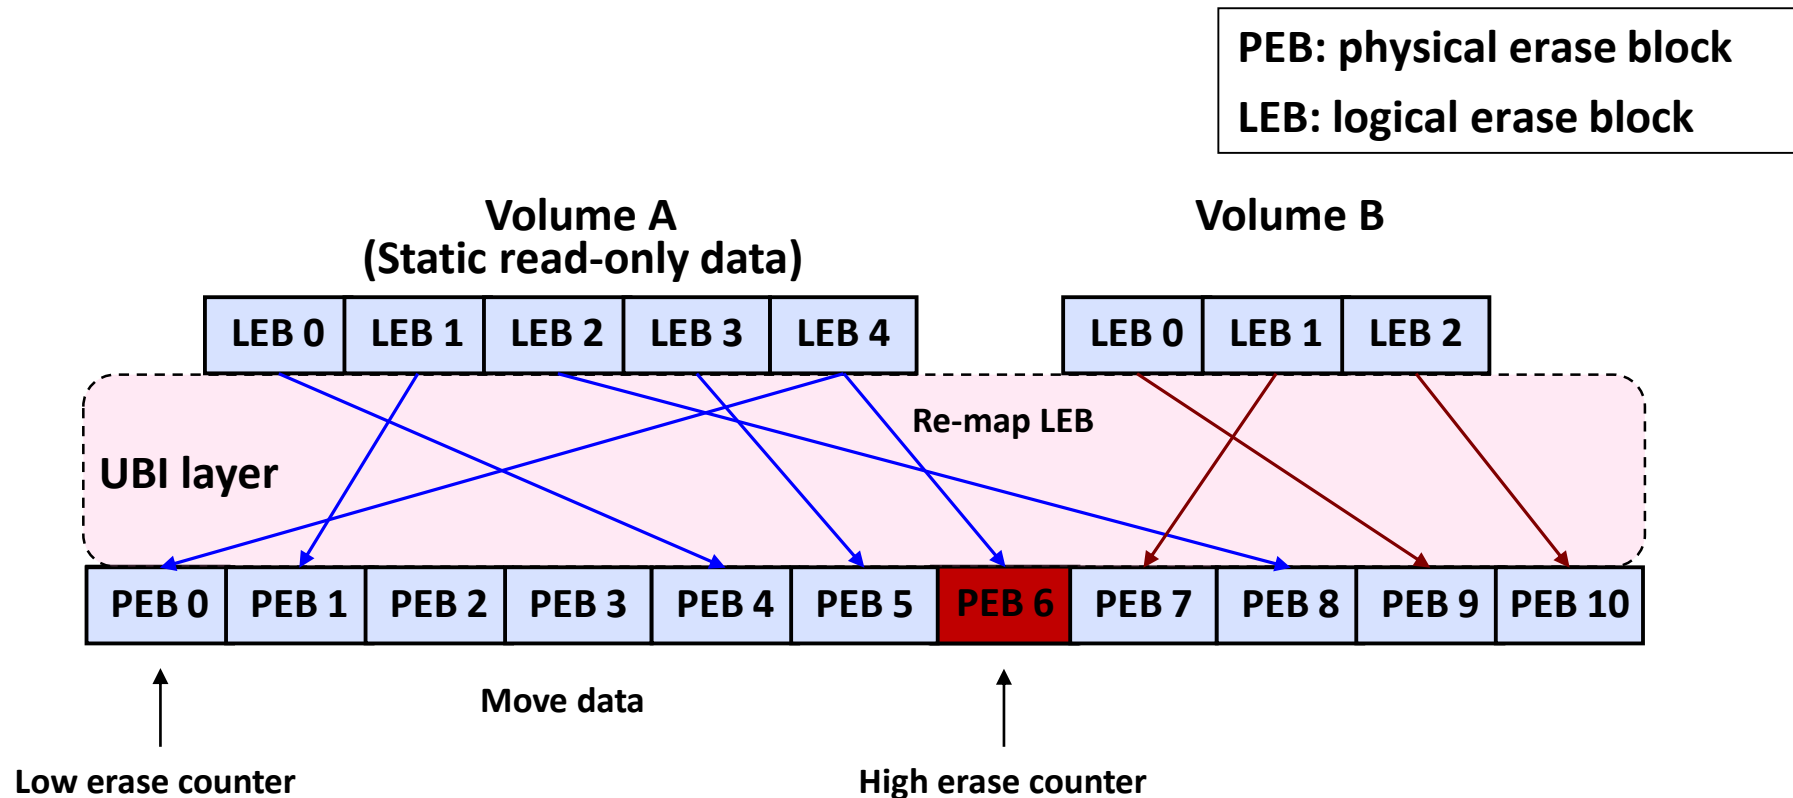 PEB: physical erase block
LEB: logical erase block
Volume A
(Static read-only data)
Volume B
LEB 0 LEB 1 LEB 2 LEB 3 LEB 4 LEB 0 LEB 1 LEB 2
Re-map LEB
UBI layer
PEB 0 PEB 1 PEB 2 PEB 3 PEB 4 PEB 5 PEB 6 PEB 7 PEB 8 PEB 9 PEB 10
Move data
Low erase counter
High erase counter